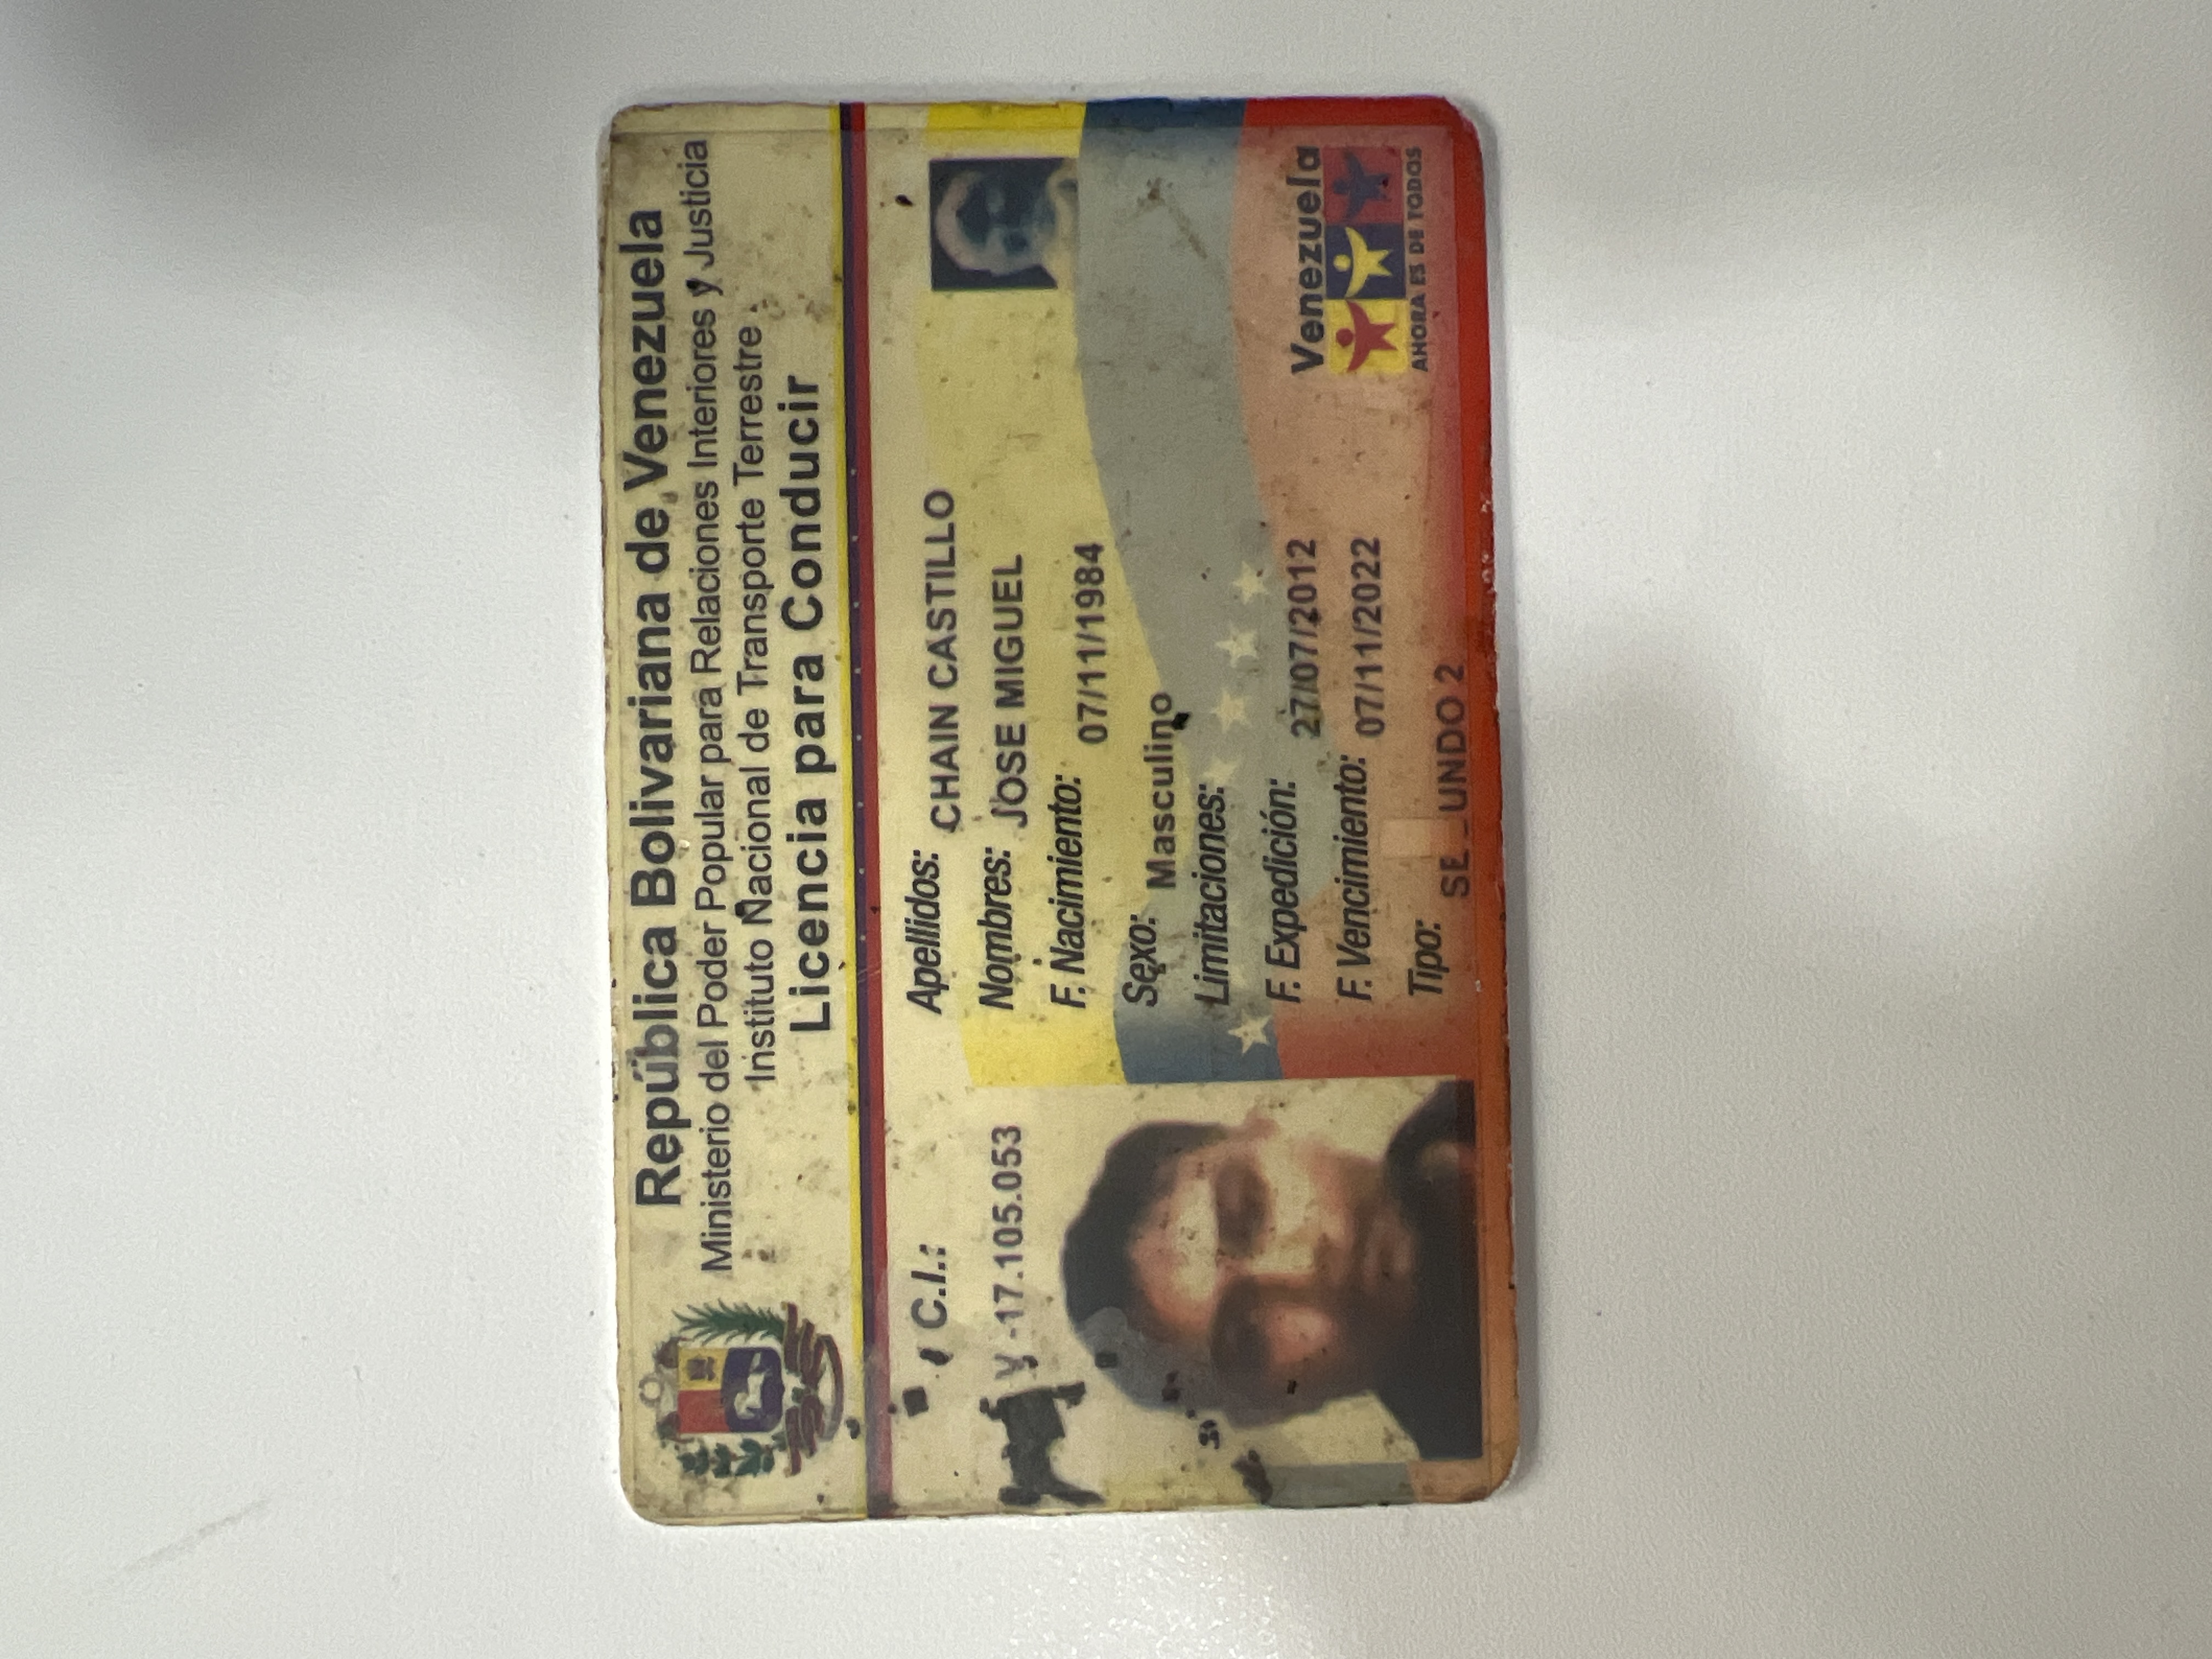 República Bolivariana de Venezuela
Ministerio del Poder Popular para Relaciones Interiores y Justicia
Instituto Nacional de Transporte Terrestre
Licencia para Conducir
C.I.:
V -17.105.053
Apellidos: CHAIN CASTILLO
Nombres: JOSE MIGUEL
F. Nacimiento: 07/11/1984
Sexo: Masculino
Limitaciones:
F. Expedición: 27/07/2012
F. Vencimiento: 07/11/2022
Tipo: SE_UNDO 2
Venezuela
AHORA ES DE TODOS